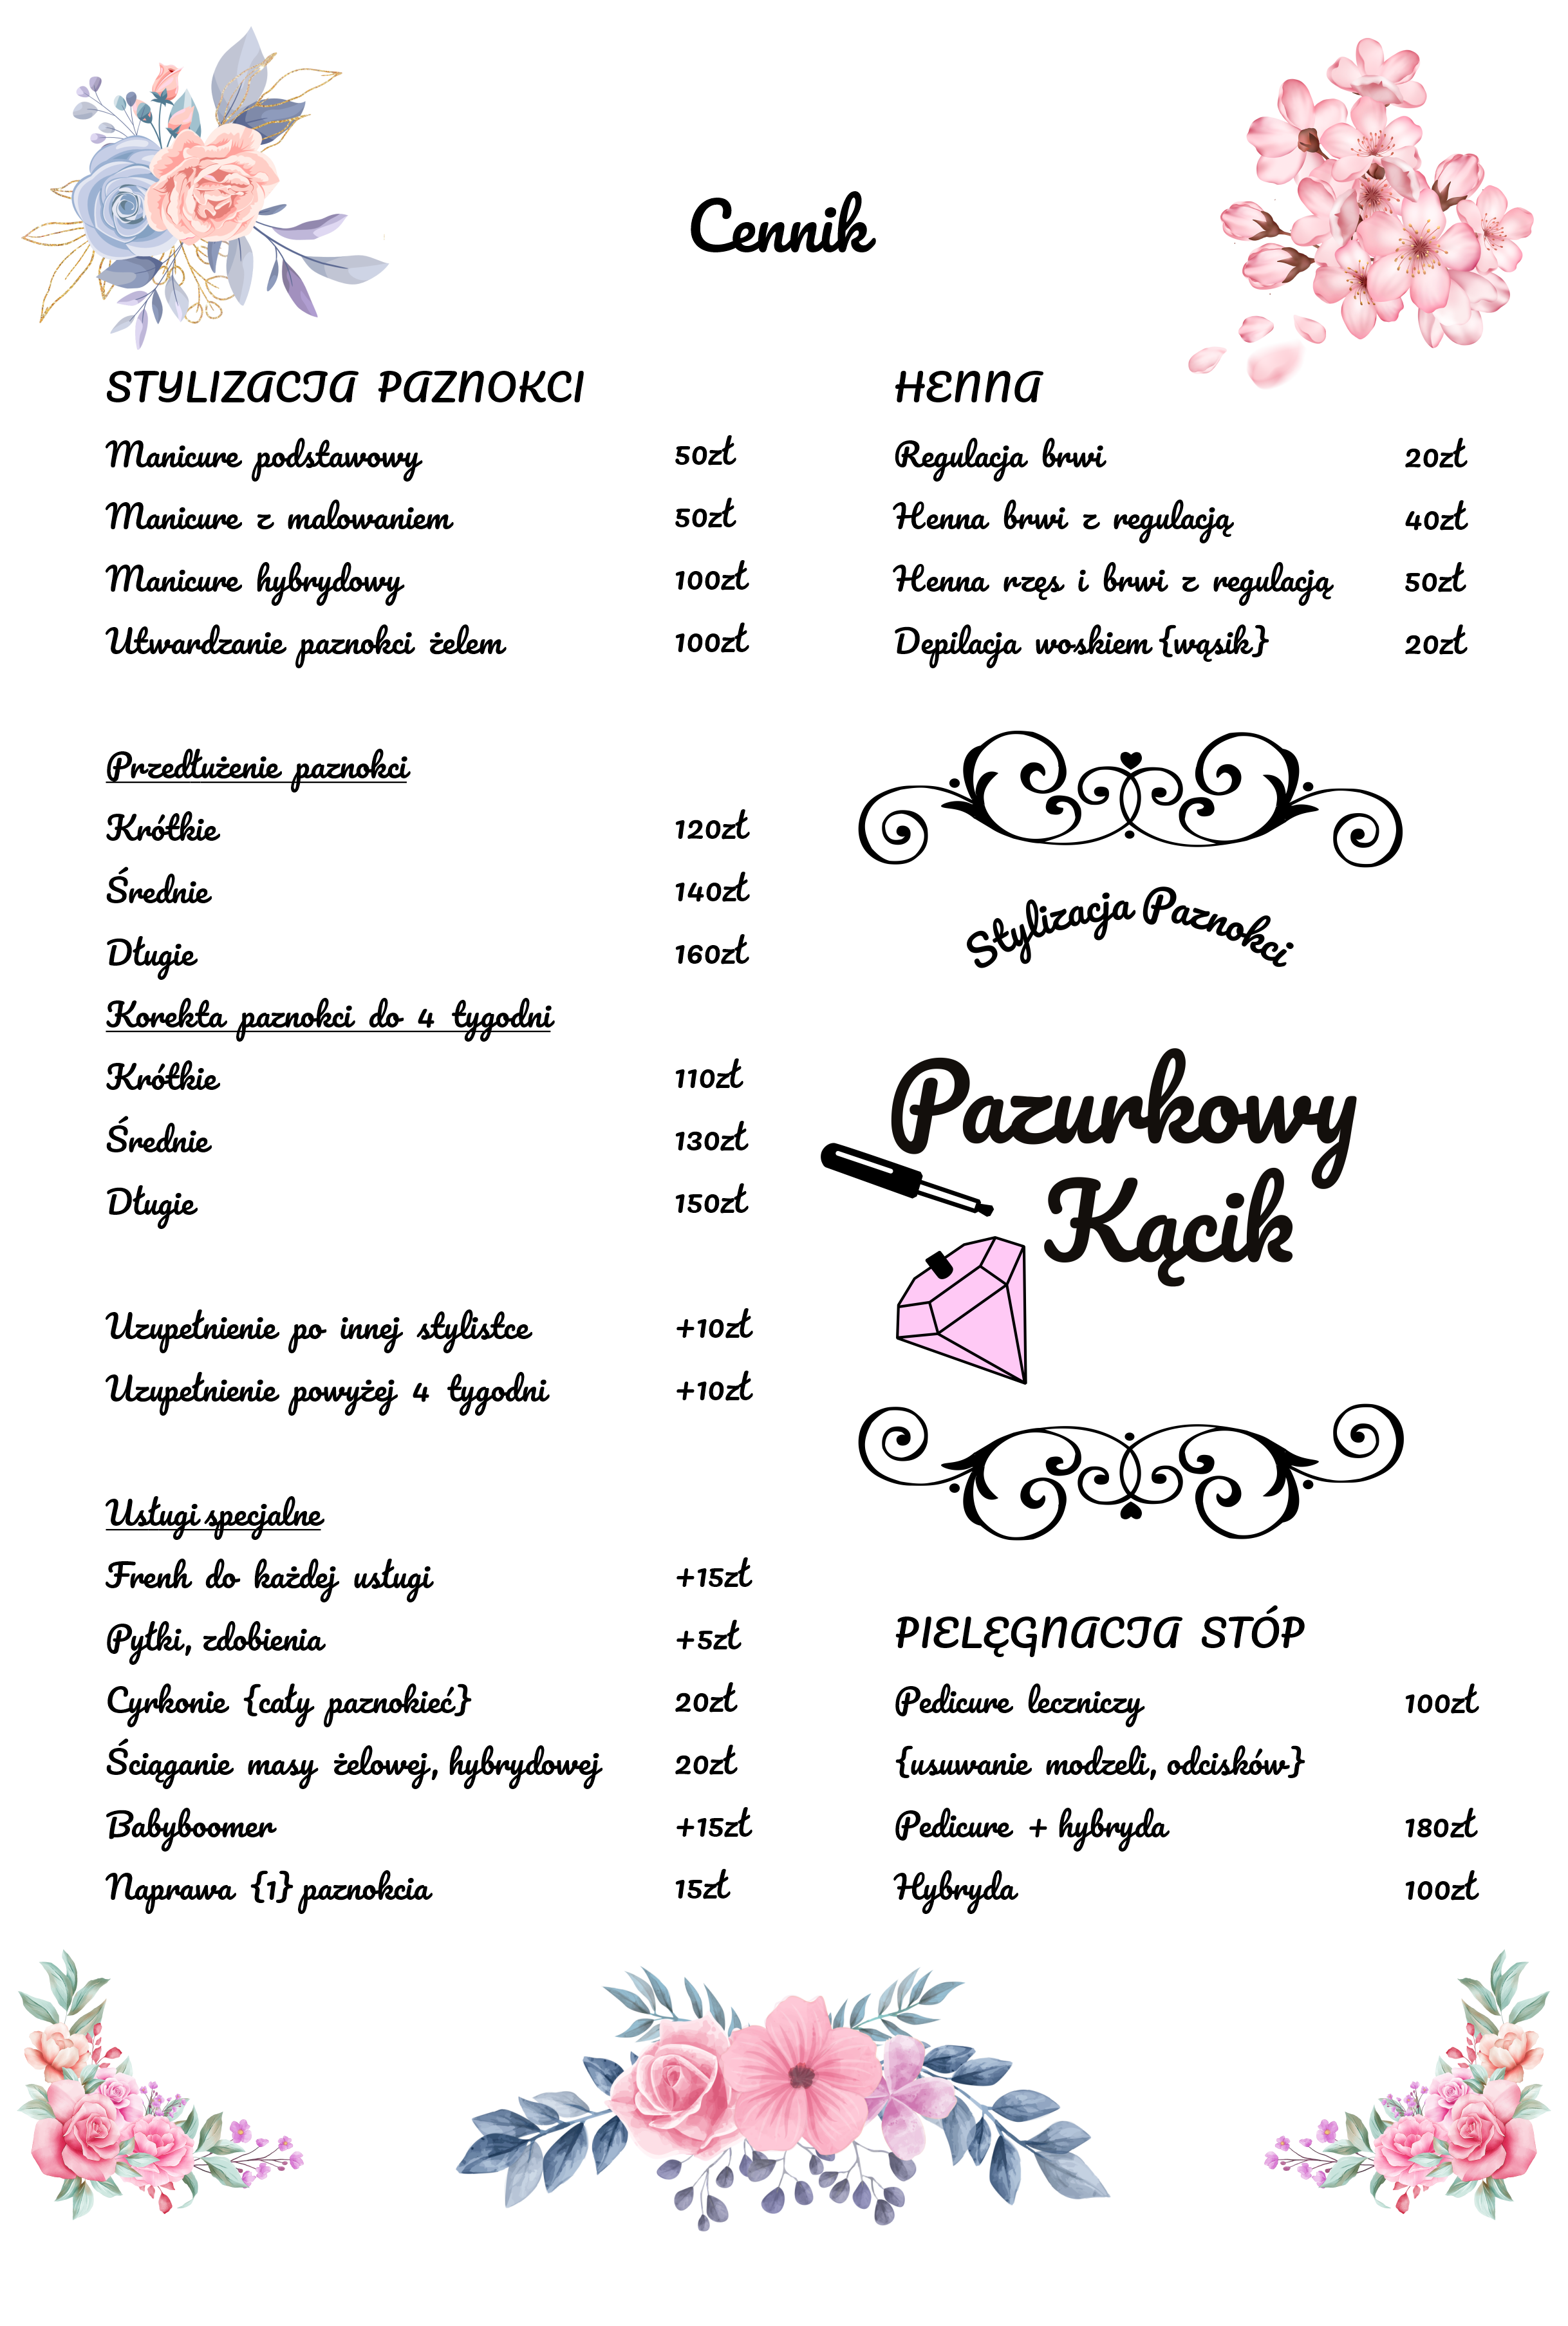 Cennik
STYLIZACJA PAZNOKCI
Manicure podstawowy 50zł
Manicure z malowaniem 50zł
Manicure hybrydowy 100zł
Utwardzanie paznokci żelem 100zł
Przedłużenie paznokci
Krótkie 120zł
Średnie 140zł
Długie 160zł
Korekta paznokci do 4 tygodni
Krótkie 110zł
Średnie 130zł
Długie 150zł
Uzupełnienie po innej stylistce +10zł
Uzupełnienie powyżej 4 tygodni +10zł
Usługi specjalne
Frenh do każdej usługi +15zł
Pyłki, zdobienia +5zł
Cyrkonie {cały paznokieć} 20zł
Ściąganie masy żelowej, hybrydowej 20zł
Babyboomer +15zł
Naprawa {1} paznokcia 15zł
HENNA
Regulacja brwi 20zł
Henna brwi z regulacją 40zł
Henna rzęs i brwi z regulacją 50zł
Depilacja woskiem {wąsik} 20zł
Stylizacja Paznokci
Pazurkowy
Kącik
PIELĘGNACJA STÓP
Pedicure leczniczy 100zł
{usuwanie modzeli, odcisków}
Pedicure + hybryda 180zł
Hybryda 100zł